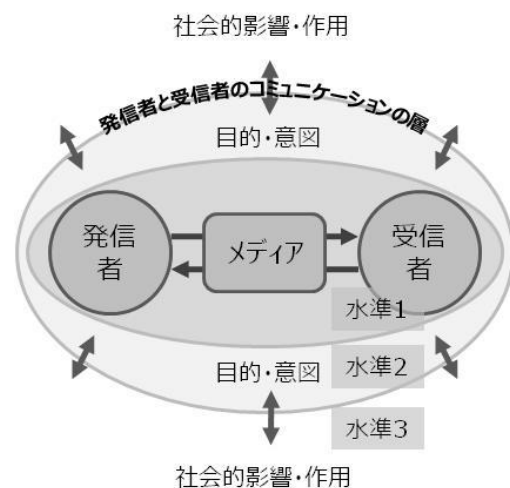 社会的影響・作用
発信者と受信者のコミュニケーションの層
目的・意図
発信
者
メディア
受信
者
水準1
目的・意図
水準2
水準3
社会的影響・作用